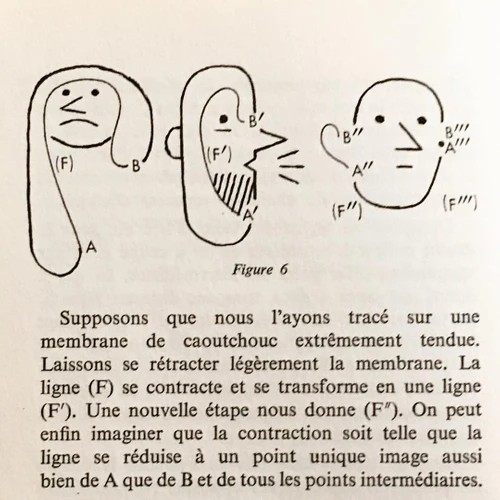 (F)
B
A
B'
(F')
A'
B''
A''
(F'')
B'''
A'''
(F''')
Figure 6
Supposons que nous l'ayons tracé sur une
membrane de caoutchouc extrêmement tendue.
Laissons se rétracter légèrement la membrane. La
ligne (F) se contracte et se transforme en une ligne
(F'). Une nouvelle étape nous donne (F''). On peut
enfin imaginer que la contraction soit telle que la
ligne se réduise à un point unique image aussi
bien de A que de B et de tous les points intermédiaires.